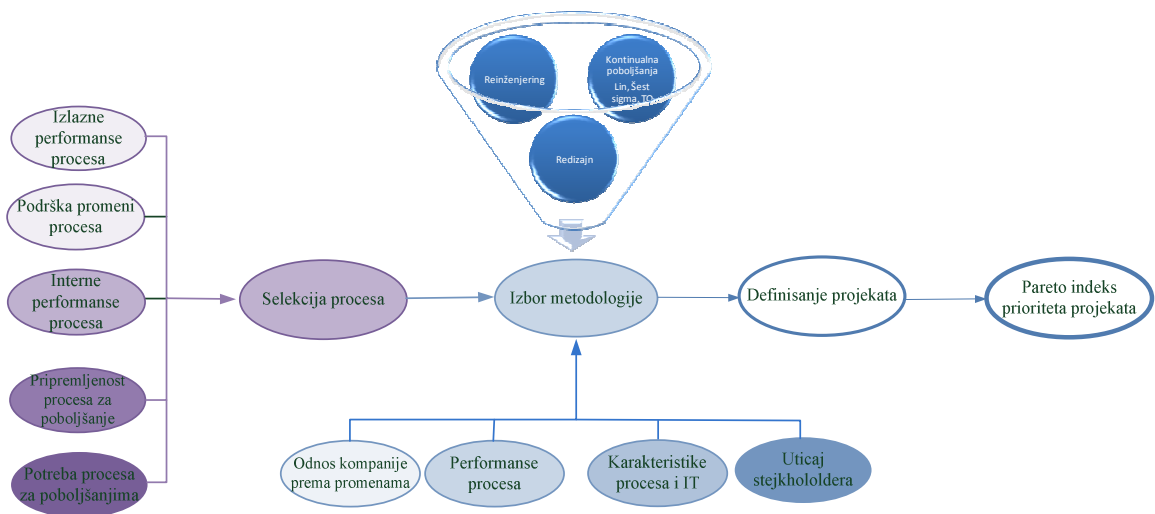 Reinženjering
Kontinualna
poboljšanja
Lin, Šest
sigma, TQ
Redizajn
Izlazne
performanse
procesa
Podrška promeni
procesa
Interne
performanse
procesa
Pripremljenost
procesa za
poboljšanje
Potreba procesa
za poboljšanjima
Selekcija procesa
Izbor metodologije
Definisanje projekata
Pareto indeks
prioriteta projekata
Odnos kompanije
prema promenama
Performanse
procesa
Karakteristike
procesa i IT
Uticaj
stejkhololdera